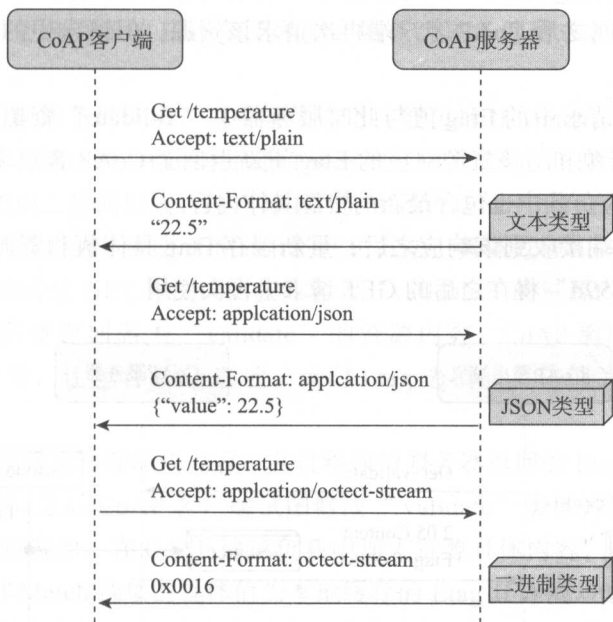 CoAP客户端
CoAP服务器
Get /temperature
Accept: text/plain
Content-Format: text/plain
“22.5”
文本类型
Get /temperature
Accept: applcation/json
Content-Format: applcation/json
{“value”: 22.5}
JSON类型
Get /temperature
Accept: applcation/octect-stream
Content-Format: octect-stream
0x0016
二进制类型